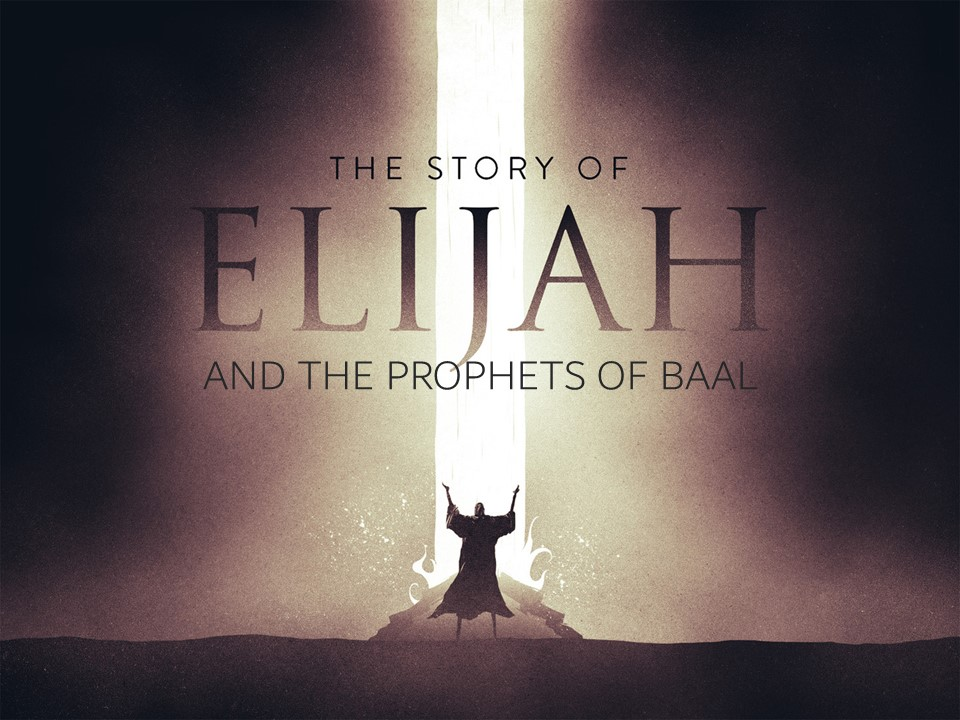 THE STORY OF
ELIJAH
AND THE PROPHETS OF BAAL